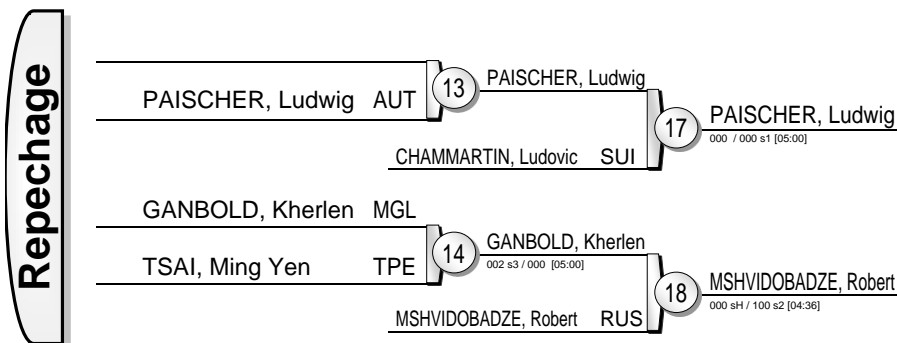 Repechage
PAISCHER, Ludwig AUT
13
PAISCHER, Ludwig
CHAMMARTIN, Ludovic SUI
17
PAISCHER, Ludwig
000 / 000 s1 [05:00]
GANBOLD, Kherlen MGL
TSAI, Ming Yen TPE
14
GANBOLD, Kherlen
002 s3 / 000 [05:00]
MSHVIDOBADZE, Robert RUS
18
MSHVIDOBADZE, Robert
000 sH / 100 s2 [04:36]